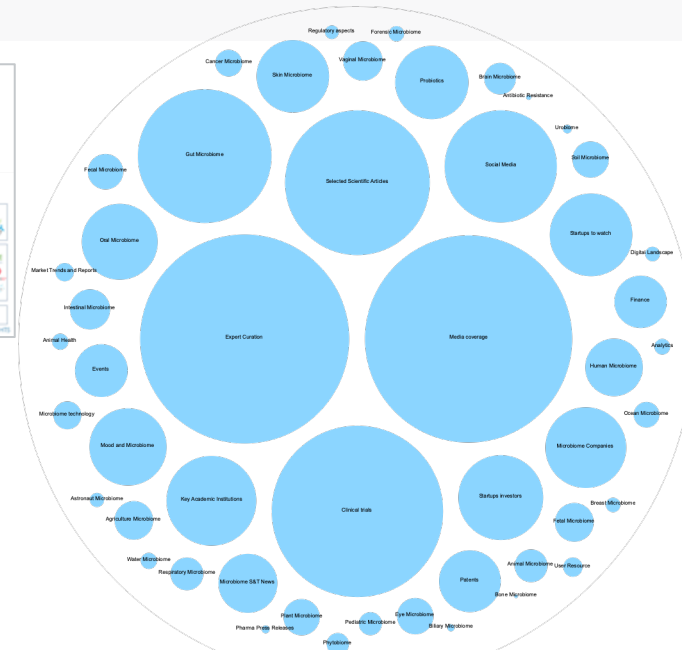 Regulatory aspects
Forensic Microbiome
Cancer Microbiome
Skin Microbiome
Vaginal Microbiome
Probiotics
Brain Microbiome
Antibiotic Resistance
Urobiome
Gut Microbiome
Selected Scientific Articles
Social Media
Soil Microbiome
Fecal Microbiome
Startups to watch
Oral Microbiome
Digital Landscape
Market Trends and Reports
Finance
Intestinal Microbiome
Animal Health
Expert Curation
Media coverage
Analytics
Events
Human Microbiome
Microbiome technology
Ocean Microbiome
Mood and Microbiome
Microbiome Companies
Astronaut Microbiome
Key Academic Institutions
Clinical trials
Startups investors
Breast Microbiome
Agriculture Microbiome
Fetal Microbiome
Water Microbiome
Respiratory Microbiome
Microbiome S&T News
Patents
Animal Microbiome
User Resource
Bone Microbiome
Plant Microbiome
Eye Microbiome
Pediatric Microbiome
Pharma Press Releases
Biliary Microbiome
Phytobiome